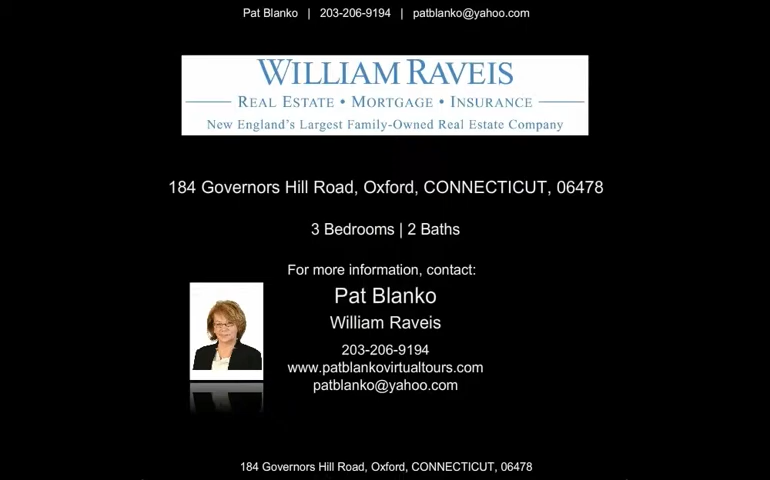 Pat Blanko | 203-206-9194 | patblanko@yahoo.com
WILLIAM RAVEIS
REAL ESTATE • MORTGAGE • INSURANCE
New England's Largest Family-Owned Real Estate Company
184 Governors Hill Road, Oxford, CONNECTICUT, 06478
3 Bedrooms | 2 Baths
For more information, contact:
Pat Blanko
William Raveis
203-206-9194
www.patblankovirtualtours.com
patblanko@yahoo.com
184 Governors Hill Road, Oxford, CONNECTICUT, 06478